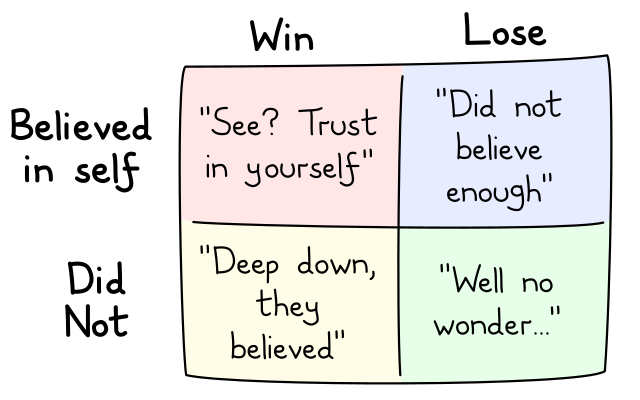 Win
Lose
Believed
in self
"See? Trust
in yourself"
"Did not
believe
enough"
Did
Not
"Deep down,
they
believed"
"Well no
wonder..."